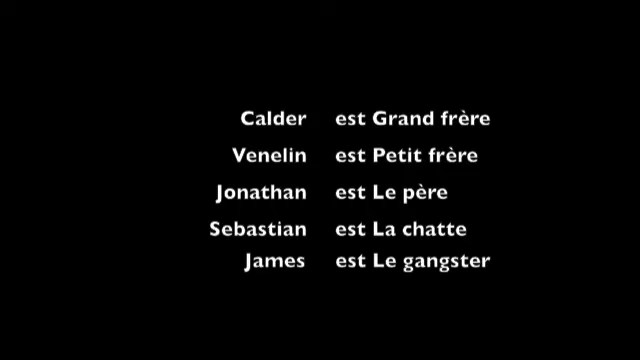 Calder est Grand frère
Venelin est Petit frère
Jonathan est Le père
Sebastian est La chatte
James est Le gangster